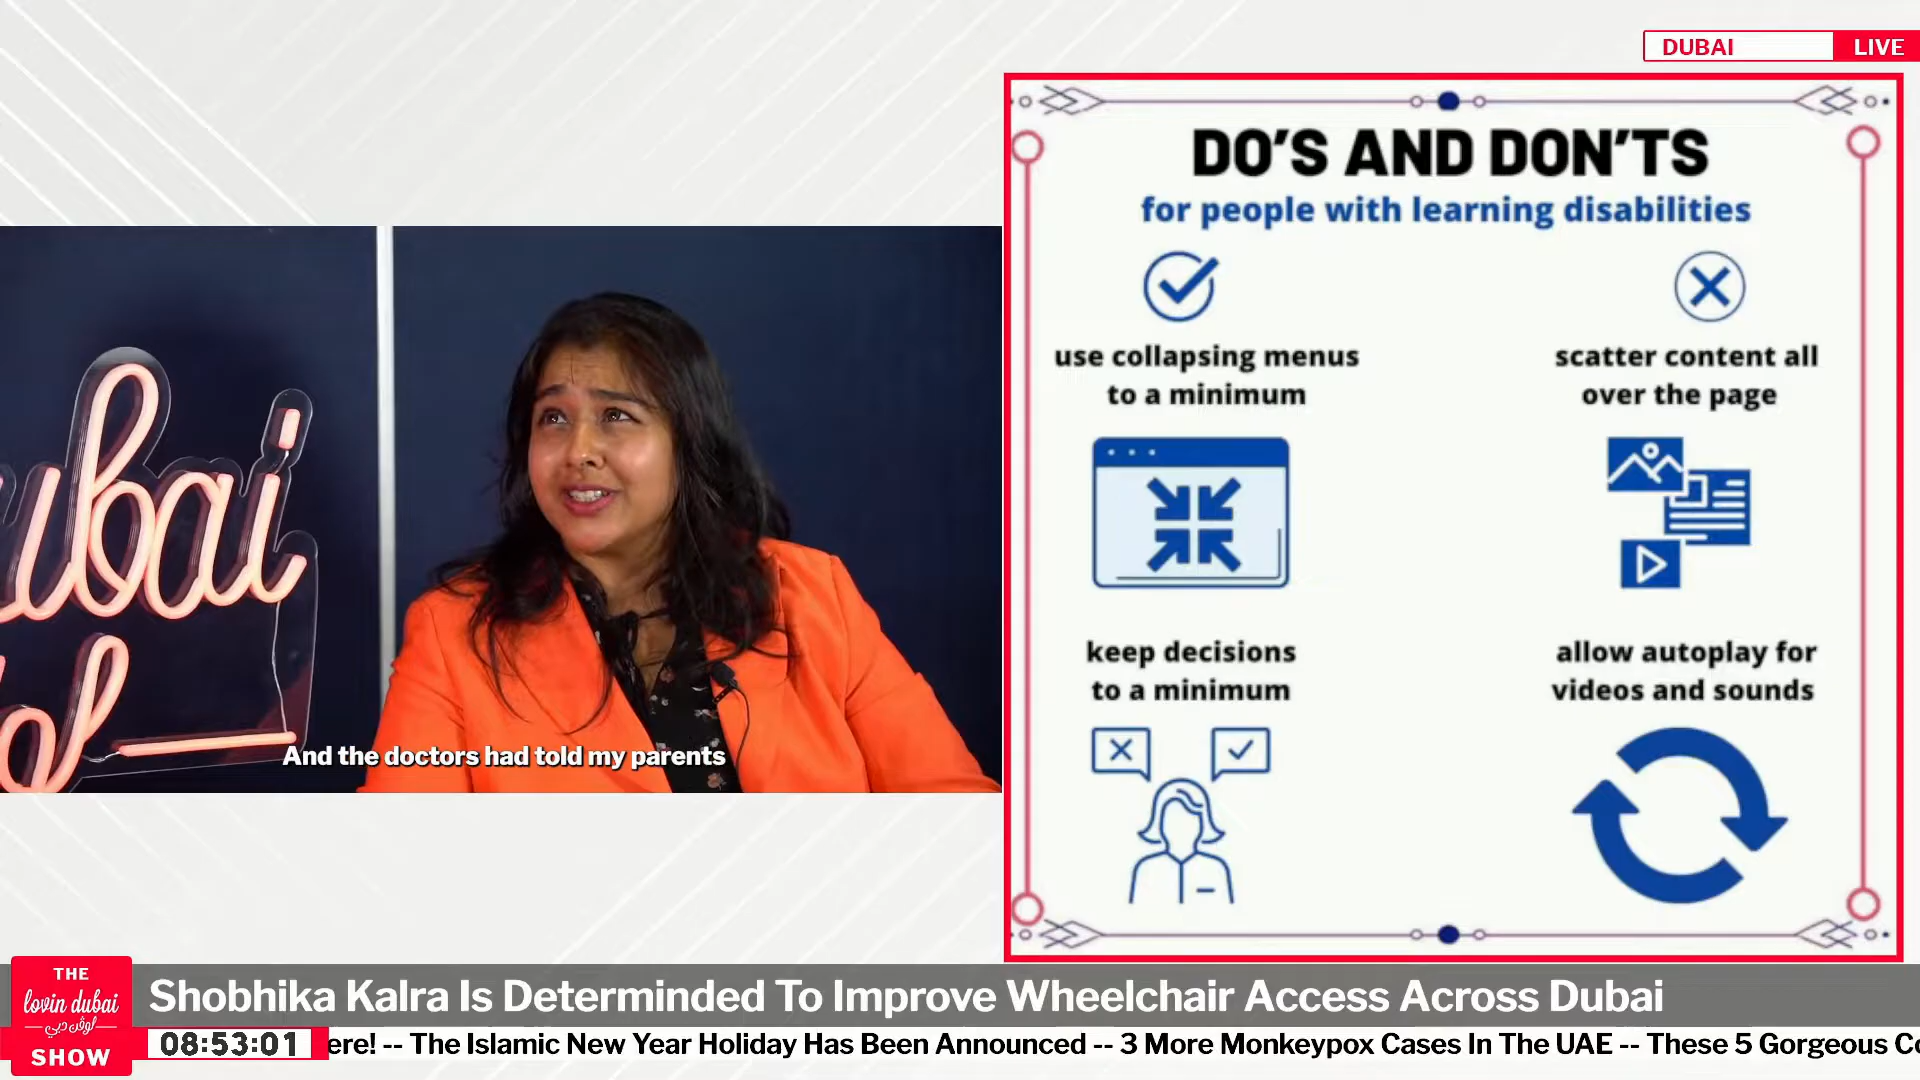 DUBAI LIVE
DO'S AND DON'TS
for people with learning disabilities
use collapsing menus
to a minimum
scatter content all
over the page
keep decisions
to a minimum
allow autoplay for
videos and sounds
ubai
And the doctors had told my parents
THE
lovin dubai
لوڤن دبي
SHOW
Shobhika Kalra Is Determinded To Improve Wheelchair Access Across Dubai
08:53:01
ere! -- The Islamic New Year Holiday Has Been Announced -- 3 More Monkeypox Cases In The UAE -- These 5 Gorgeous